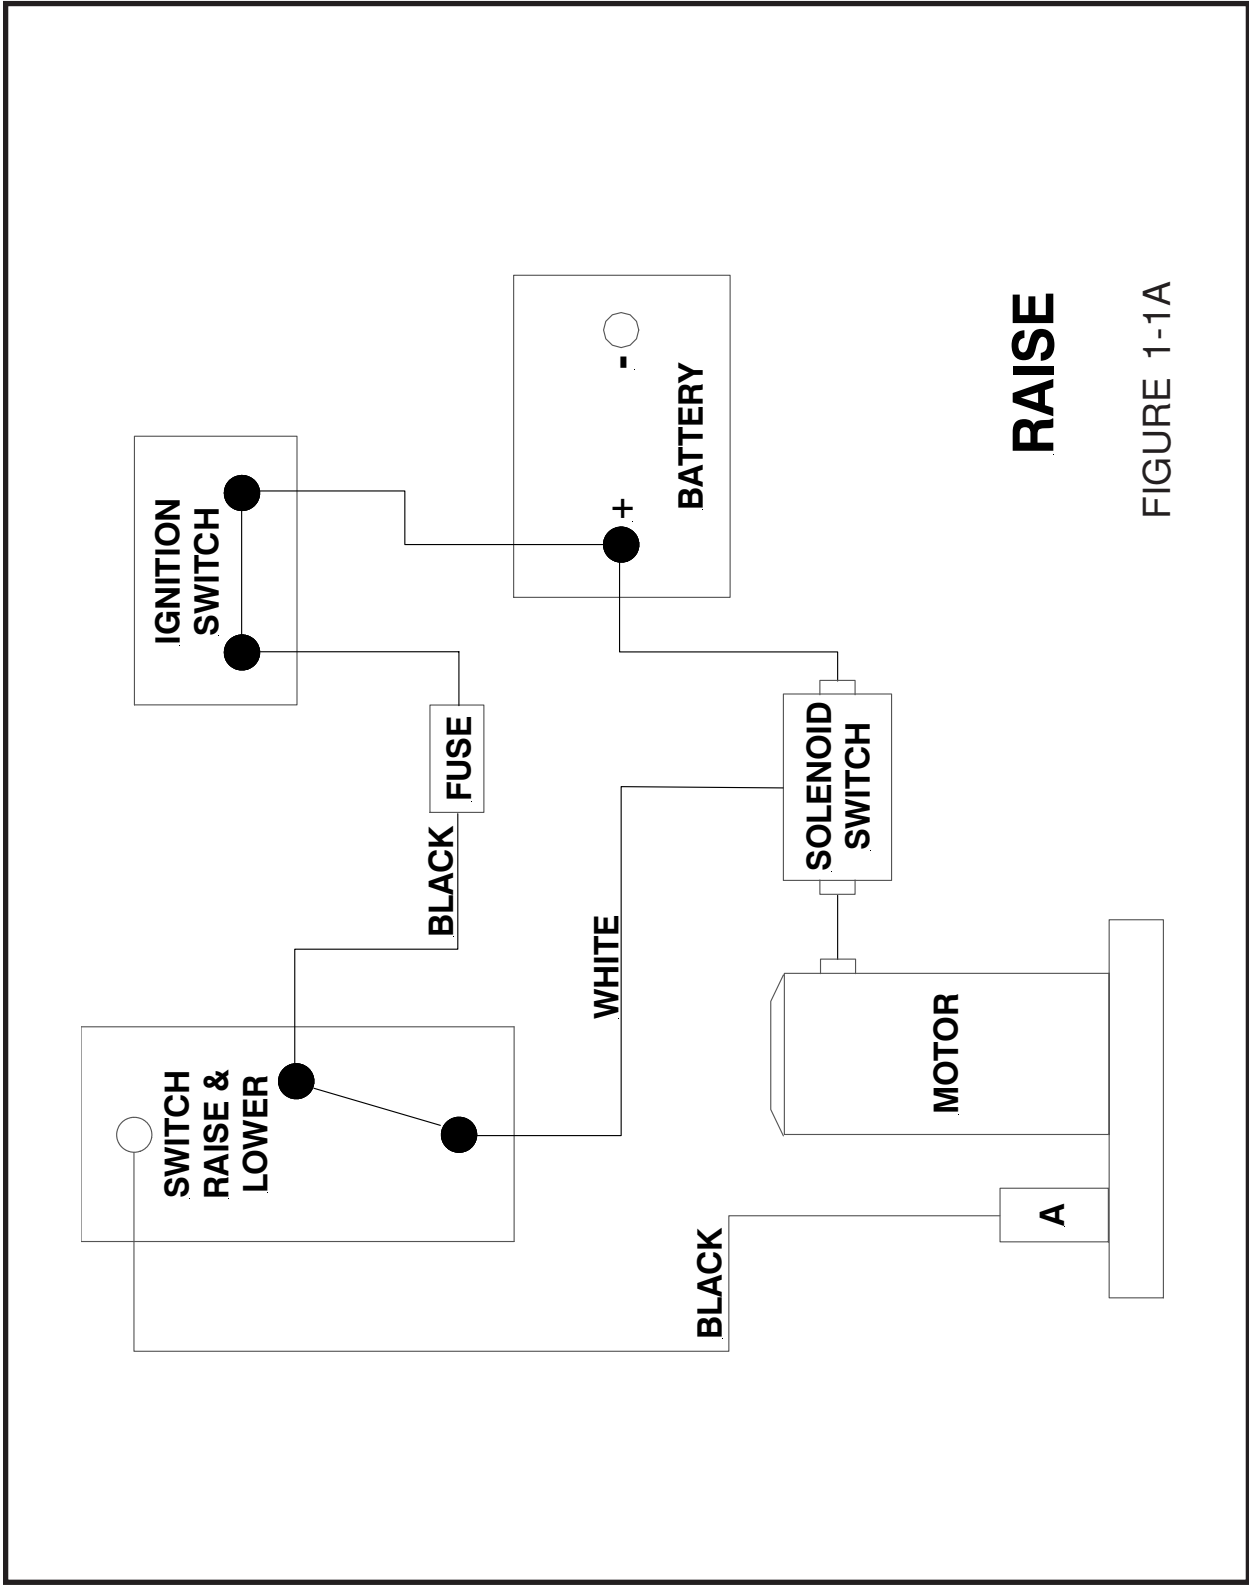 SWITCH
RAISE &
LOWER
IGNITION
SWITCH
BLACK
FUSE
WHITE
+
-
BATTERY
BLACK
SOLENOID
SWITCH
MOTOR
A
RAISE
FIGURE 1-1A